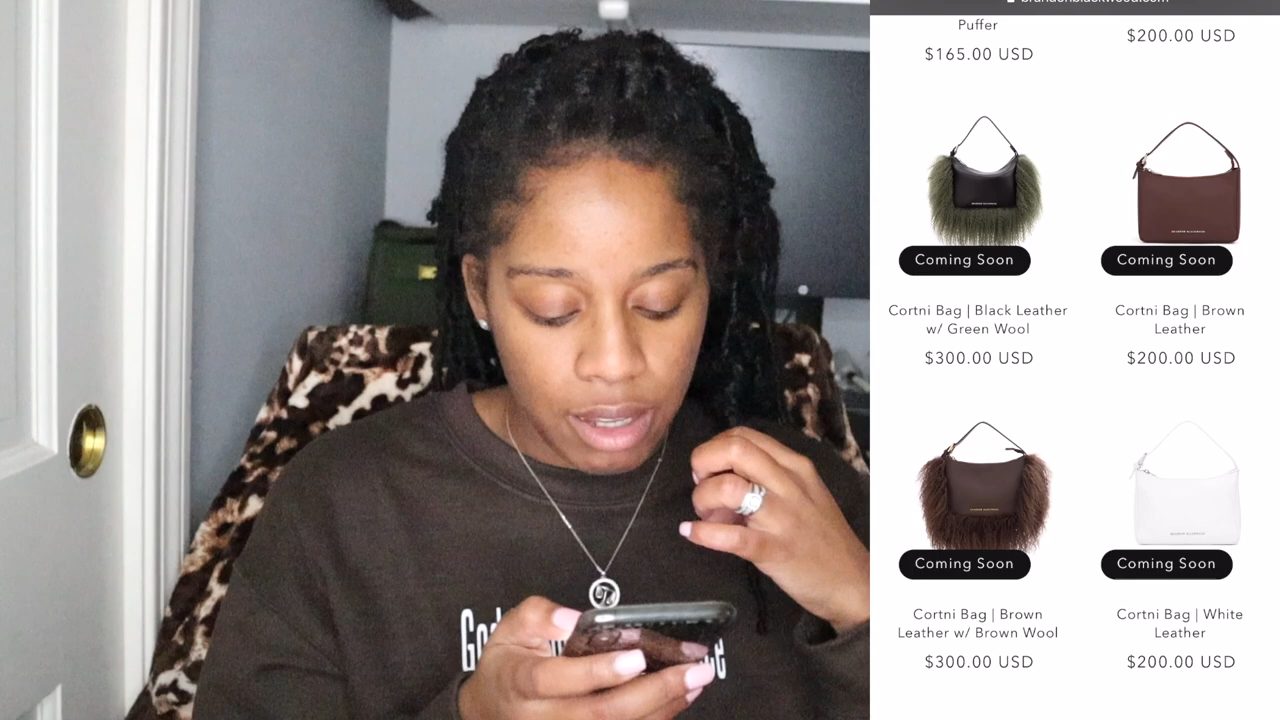 Puffer
$165.00 USD
$200.00 USD
Coming Soon
Coming Soon
Cortni Bag | Black Leather
w/ Green Wool
$300.00 USD
Cortni Bag | Brown
Leather
$200.00 USD
Coming Soon
Coming Soon
Cortni Bag | Brown
Leather w/ Brown Wool
$300.00 USD
Cortni Bag | White
Leather
$200.00 USD